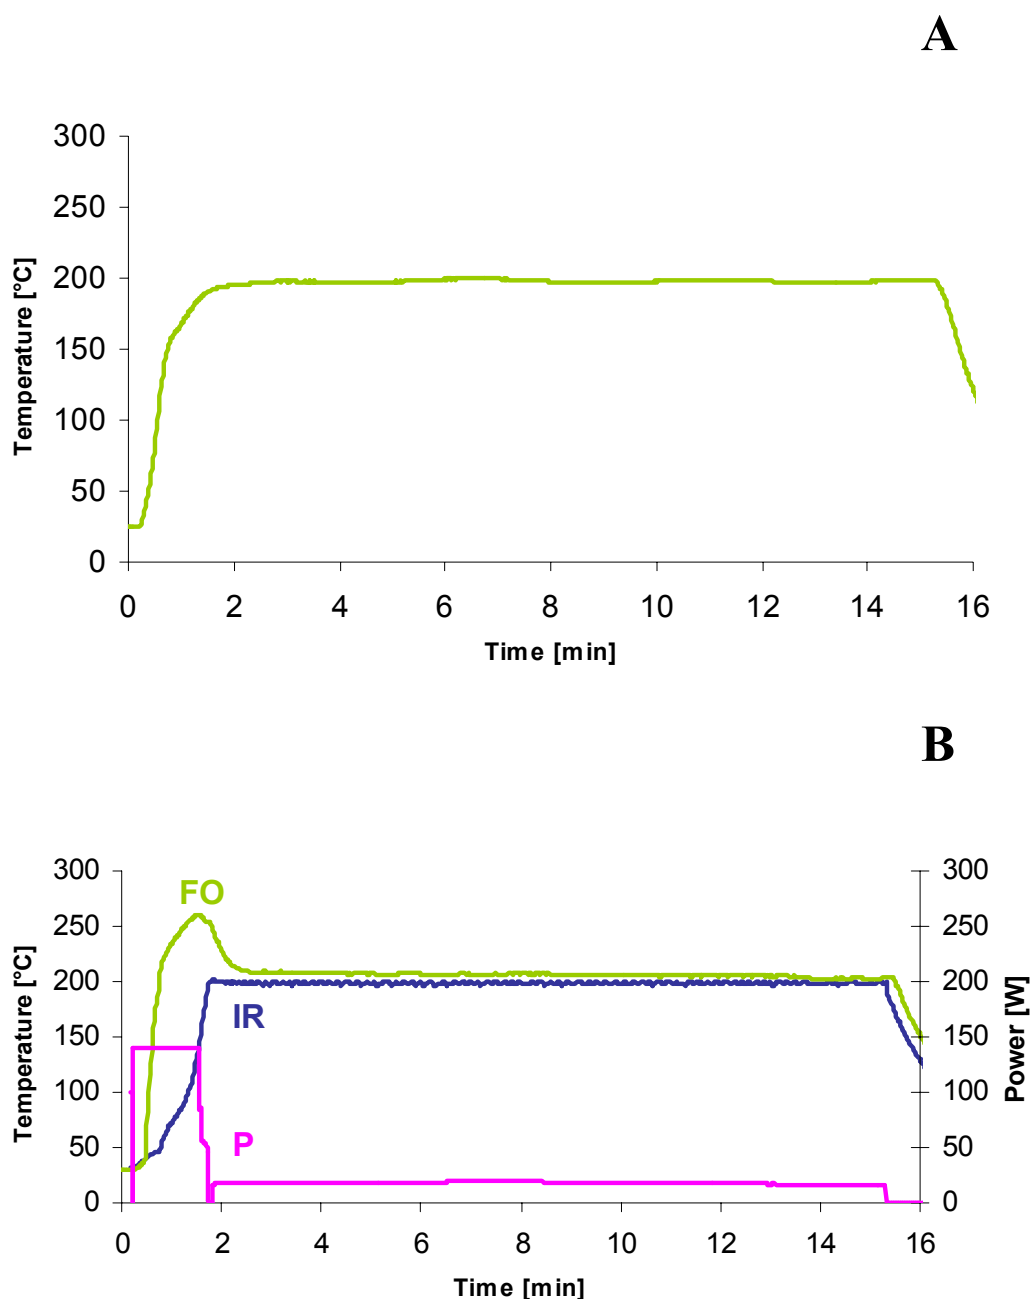 A
300
250
200
150
100
50
0
Temperature [°C]
0 2 4 6 8 10 12 14 16
Time [min]
B
300 300
FO
250 250
200 200
IR
150 150
100 100
P
50 50
0 0
Temperature [°C]
Power [W]
0 2 4 6 8 10 12 14 16
Time [min]